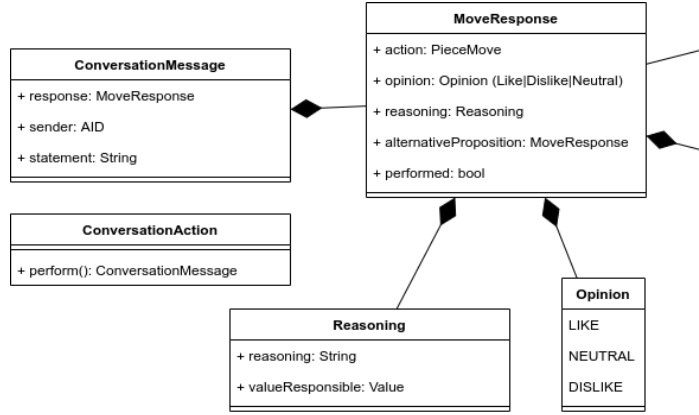 MoveResponse
+ action: PieceMove
+ opinion: Opinion (Like|Dislike|Neutral)
+ reasoning: Reasoning
+ alternativeProposition: MoveResponse
+ performed: bool
ConversationMessage
+ response: MoveResponse
+ sender: AID
+ statement: String
ConversationAction
+ perform(): ConversationMessage
Reasoning
+ reasoning: String
+ valueResponsible: Value
Opinion
LIKE
NEUTRAL
DISLIKE